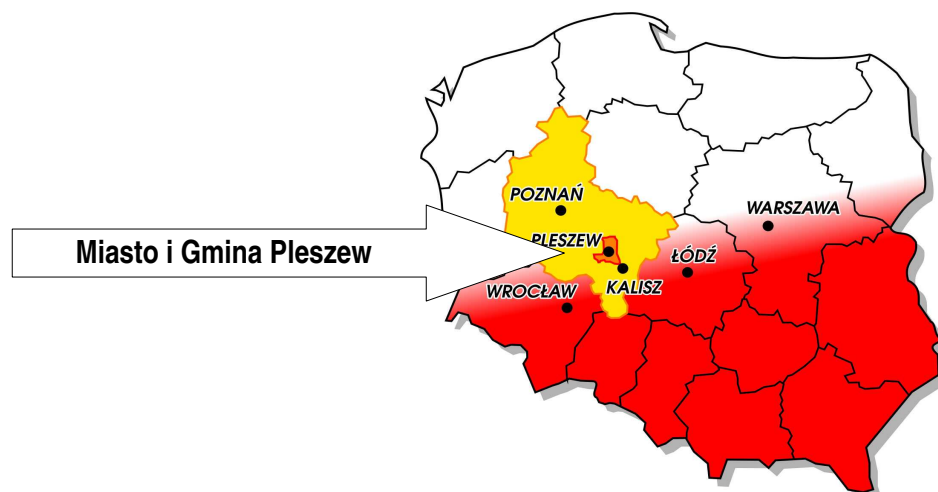 POZNAŃ
WARSZAWA
Miasto i Gmina Pleszew
PLESZEW
ŁÓDŹ
KALISZ
WROCŁAW